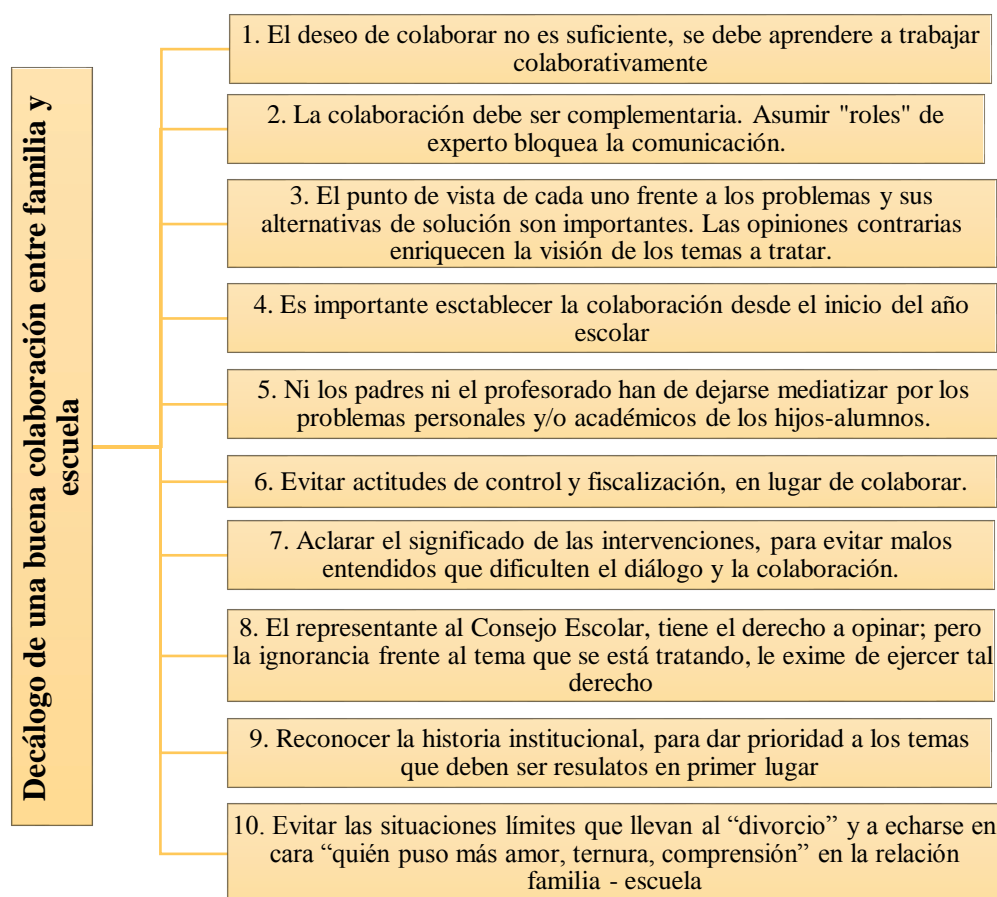 Decálogo de una buena colaboración entre familia y
escuela
1. El deseo de colaborar no es suficiente, se debe aprendere a trabajar
colaborativamente
2. La colaboración debe ser complementaria. Asumir "roles" de
experto bloquea la comunicación.
3. El punto de vista de cada uno frente a los problemas y sus
alternativas de solución son importantes. Las opiniones contrarias
enriquecen la visión de los temas a tratar.
4. Es importante esctablecer la colaboración desde el inicio del año
escolar
5. Ni los padres ni el profesorado han de dejarse mediatizar por los
problemas personales y/o académicos de los hijos-alumnos.
6. Evitar actitudes de control y fiscalización, en lugar de colaborar.
7. Aclarar el significado de las intervenciones, para evitar malos
entendidos que dificulten el diálogo y la colaboración.
8. El representante al Consejo Escolar, tiene el derecho a opinar; pero
la ignorancia frente al tema que se está tratando, le exime de ejercer tal
derecho
9. Reconocer la historia institucional, para dar prioridad a los temas
que deben ser resulatos en primer lugar
10. Evitar las situaciones límites que llevan al “divorcio” y a echarse en
cara “quién puso más amor, ternura, comprensión” en la relación
familia - escuela